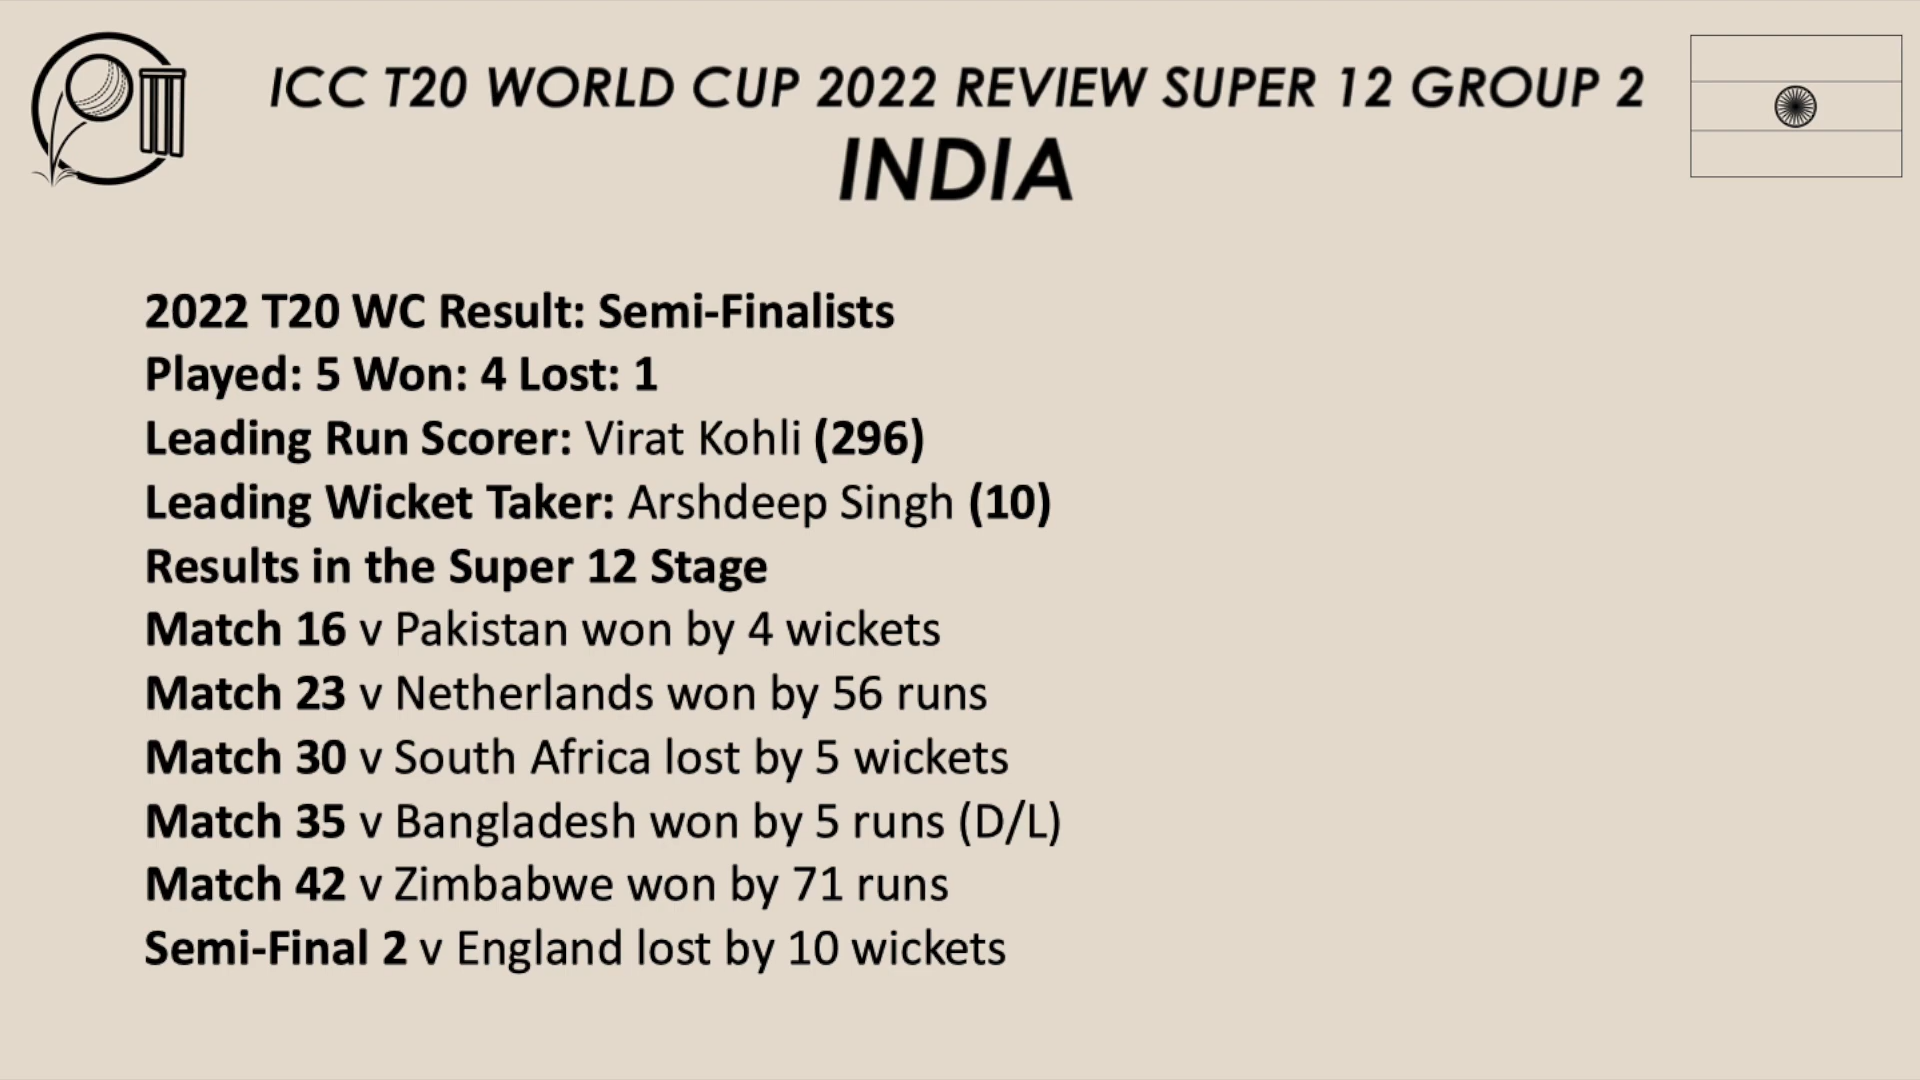 ICC T20 WORLD CUP 2022 REVIEW SUPER 12 GROUP 2
INDIA
2022 T20 WC Result: Semi-Finalists
Played: 5 Won: 4 Lost: 1
Leading Run Scorer: Virat Kohli (296)
Leading Wicket Taker: Arshdeep Singh (10)
Results in the Super 12 Stage
Match 16 v Pakistan won by 4 wickets
Match 23 v Netherlands won by 56 runs
Match 30 v South Africa lost by 5 wickets
Match 35 v Bangladesh won by 5 runs (D/L)
Match 42 v Zimbabwe won by 71 runs
Semi-Final 2 v England lost by 10 wickets